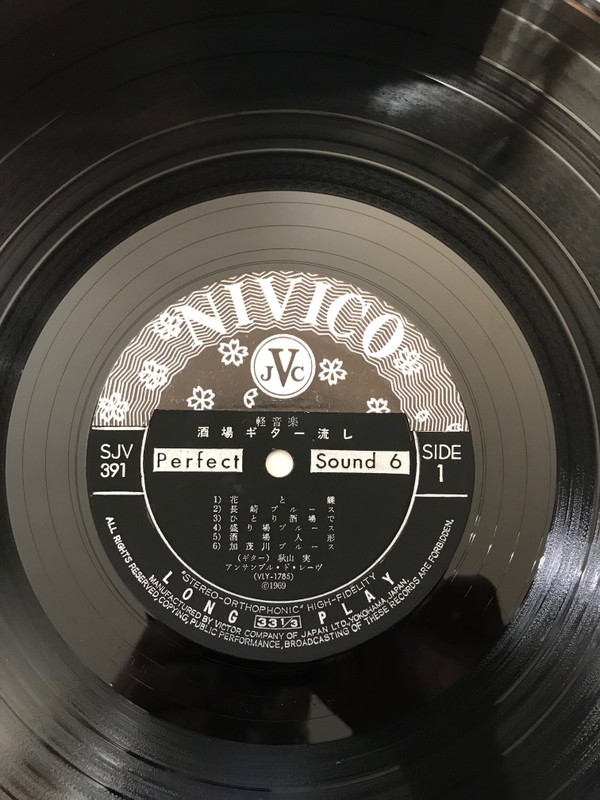 NIVICO
JVC
軽音楽
酒場ギター流し
SJV
391
Perfect Sound 6
SIDE
1
1) 花と蝶
2) 長崎ブルース
3) ひとり酒場で
4) 盛り場ブルース
5) 酒場人形
6) 加茂川ブルース
(ギター) 秋山 実
アンサンブル・ド・レーヴ
(VLY-1785)
Ⓟ1969
"STEREO-ORTHOPHONIC" HIGH-FIDELITY
LONG 33 1/3 PLAY
MANUFACTURED BY VICTOR COMPANY OF JAPAN LTD., YOKOHAMA, JAPAN.
ALL RIGHTS RESERVED COPYING, PUBLIC PERFORMANCE, BROADCASTING OF THESE RECORDS ARE FORBIDDEN.